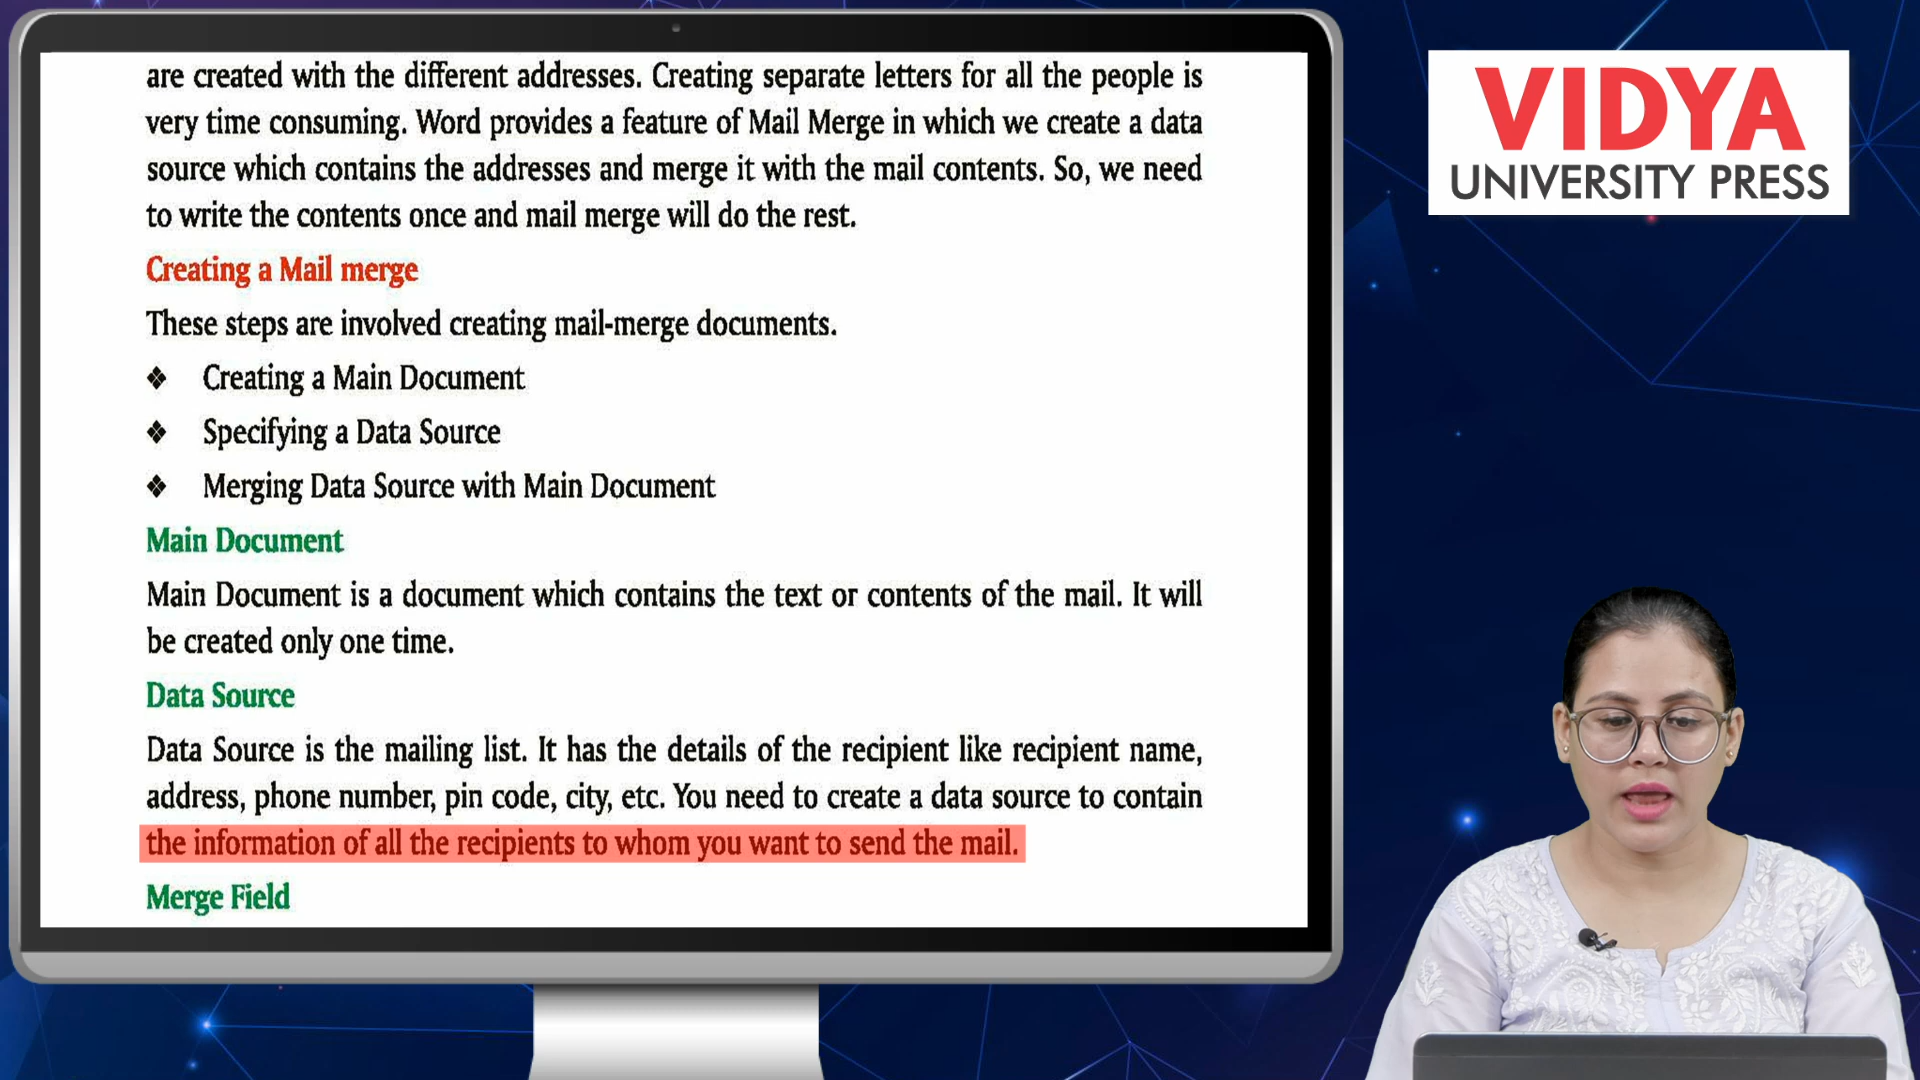 are created with the different addresses. Creating separate letters for all the people is
very time consuming. Word provides a feature of Mail Merge in which we create a data
source which contains the addresses and merge it with the mail contents. So, we need
to write the contents once and mail merge will do the rest.
Creating a Mail merge
These steps are involved creating mail-merge documents.
❖ Creating a Main Document
❖ Specifying a Data Source
❖ Merging Data Source with Main Document
Main Document
Main Document is a document which contains the text or contents of the mail. It will
be created only one time.
Data Source
Data Source is the mailing list. It has the details of the recipient like recipient name,
address, phone number, pin code, city, etc. You need to create a data source to contain
the information of all the recipients to whom you want to send the mail.
Merge Field
VIDYA
UNIVERSITY PRESS